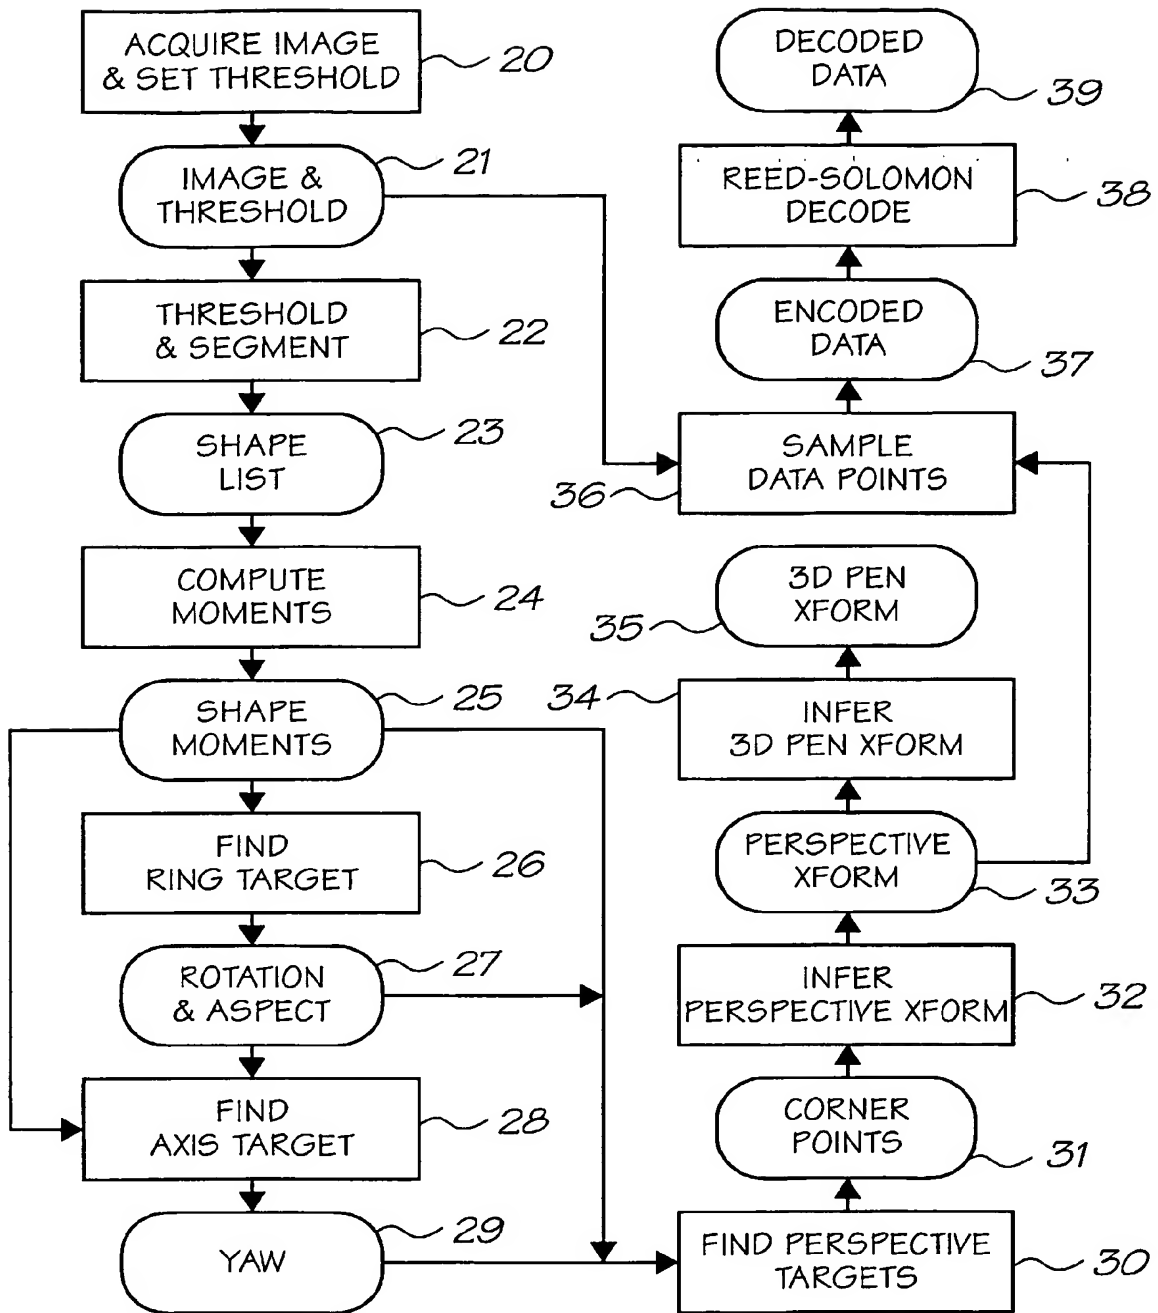 ACQUIRE IMAGE
& SET THRESHOLD
20
IMAGE &
THRESHOLD
21
THRESHOLD
& SEGMENT
22
SHAPE
LIST
23
COMPUTE
MOMENTS
24
SHAPE
MOMENTS
25
FIND
RING TARGET
26
ROTATION
& ASPECT
27
FIND
AXIS TARGET
28
YAW
29
DECODED
DATA
39
REED-SOLOMON
DECODE
38
ENCODED
DATA
37
SAMPLE
DATA POINTS
36
3D PEN
XFORM
35
INFER
3D PEN XFORM
34
PERSPECTIVE
XFORM
33
INFER
PERSPECTIVE XFORM
32
CORNER
POINTS
31
FIND PERSPECTIVE
TARGETS
30